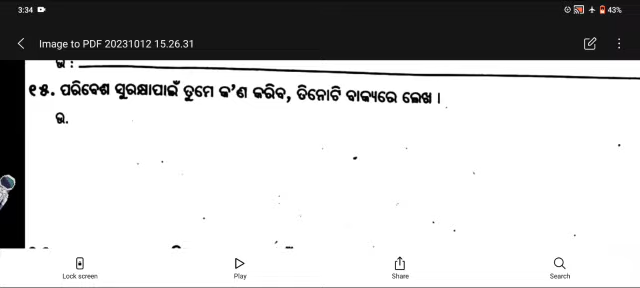 3:34
43%
Image to PDF 20231012 15.26.31
ଉ :
୧୫. ପରିବେଶ ସୁରକ୍ଷାପାଇଁ ତୁମେ କ'ଣ କରିବ, ତିନୋଟି ବାକ୍ୟରେ ଲେଖ ।
ଉ.
Lock screen Play Share Search